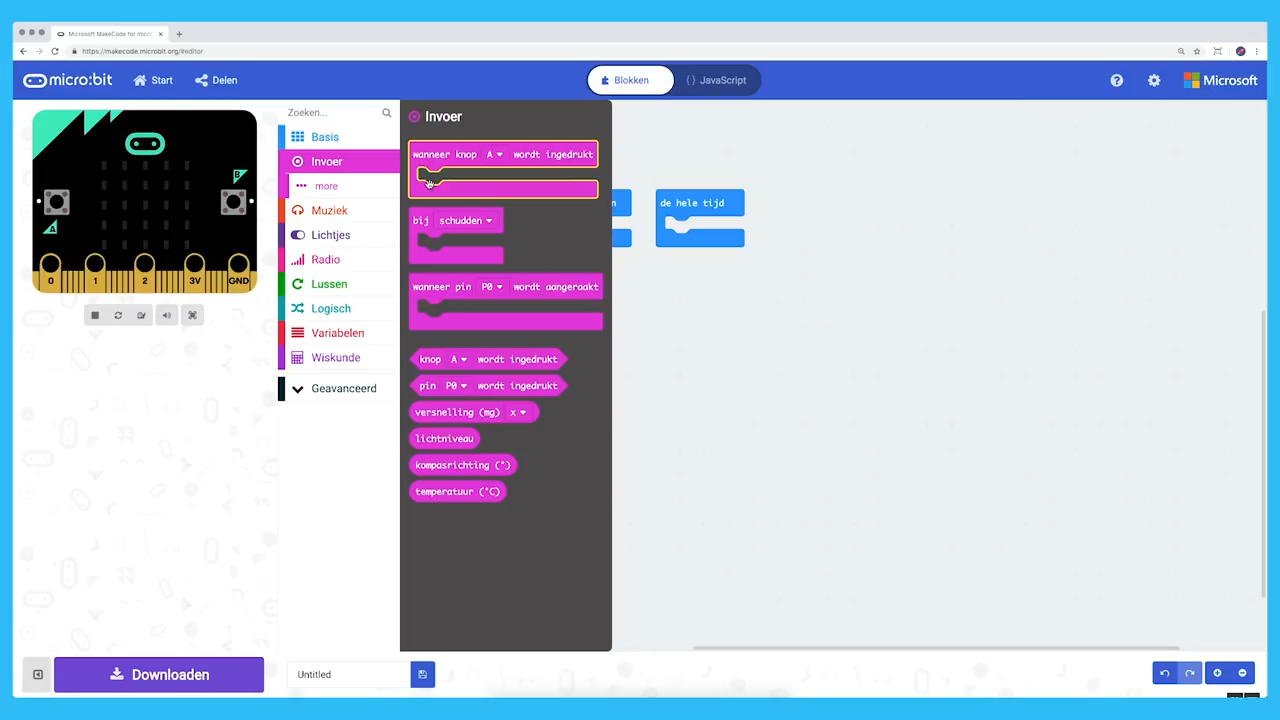 Microsoft MakeCode for micro:
https://makecode.microbit.org/#editor
micro:bit
Start
Delen
Blokken
{ } JavaScript
Microsoft
Zoeken...
Basis
Invoer
more
Muziek
Lichtjes
Radio
Lussen
Logisch
Variabelen
Wiskunde
Geavanceerd
B
A
0 1 2 3V GND
Invoer
wanneer knop A wordt ingedrukt
bij schudden
wanneer pin P0 wordt aangeraakt
knop A wordt ingedrukt
pin P0 wordt ingedrukt
versnelling (mg) x
lichtniveau
kompasrichting (°)
temperatuur (°C)
n
de hele tijd
Downloaden
Untitled